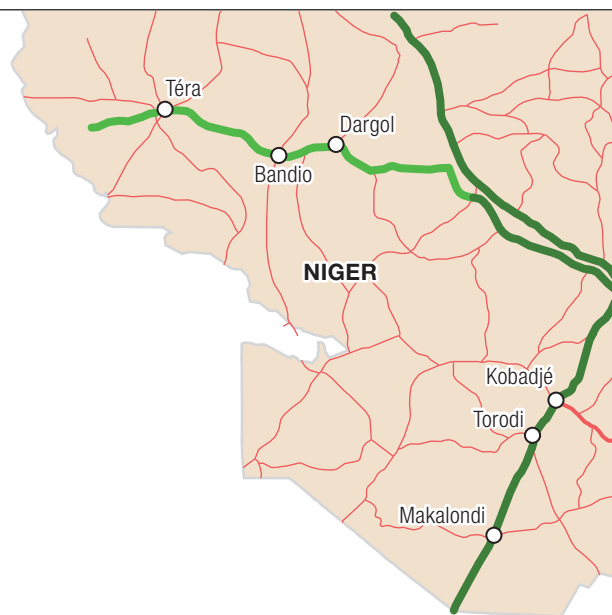 Téra
Dargol
Bandio
NIGER
Kobadjé
Torodi
Makalondi